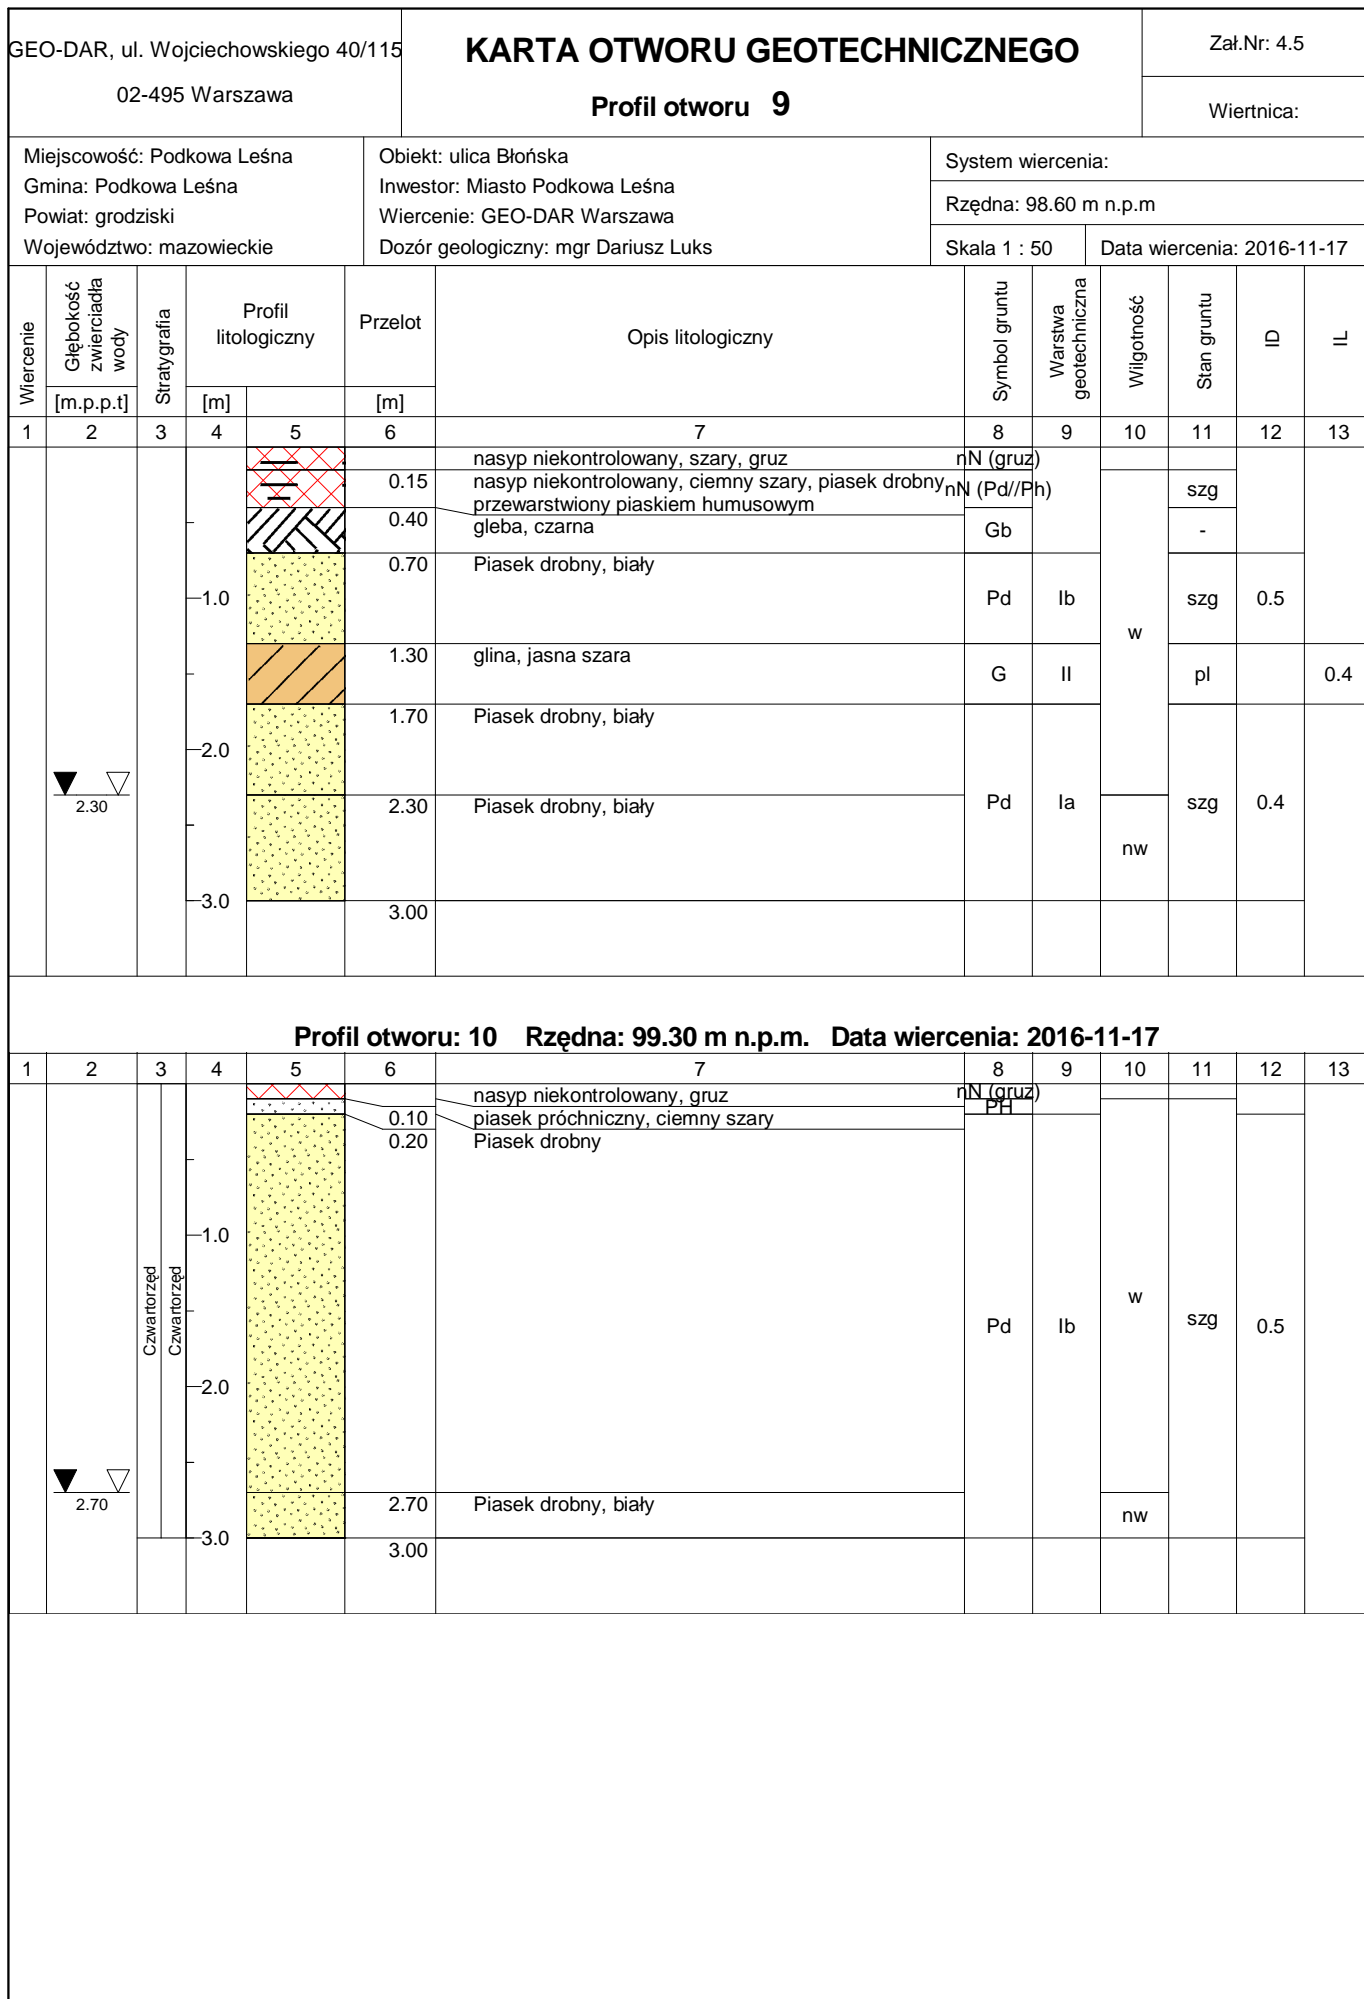 GEO-DAR, ul. Wojciechowskiego 40/115
02-495 Warszawa
KARTA OTWORU GEOTECHNICZNEGO
Profil otworu 9
Zał.Nr: 4.5
Wiertnica:
Miejscowość: Podkowa Leśna
Gmina: Podkowa Leśna
Powiat: grodziski
Województwo: mazowieckie
Obiekt: ulica Błońska
Inwestor: Miasto Podkowa Leśna
Wiercenie: GEO-DAR Warszawa
Dozór geologiczny: mgr Dariusz Luks
System wiercenia:
Rzędna: 98.60 m n.p.m
Skala 1 : 50
Data wiercenia: 2016-11-17
Wiercenie
Głębokość zwierciadła wody
[m.p.p.t]
Stratygrafia
Profil
litologiczny
[m]
Przelot
[m]
Opis litologiczny
Symbol gruntu
Warstwa geotechniczna
Wilgotność
Stan gruntu
ID
IL
1 2 3 4 5 6 7 8 9 10 11 12 13
nasyp niekontrolowany, szary, gruz nN (gruz)
0.15 nasyp niekontrolowany, ciemny szary, piasek drobny nN (Pd//Ph) szg
przewarstwiony piaskiem humusowym
0.40 gleba, czarna Gb -
0.70 Piasek drobny, biały
1.0 Pd Ib szg 0.5
w
1.30 glina, jasna szara
G II pl 0.4
1.70 Piasek drobny, biały
2.0
2.30 2.30 Piasek drobny, biały Pd Ia szg 0.4
nw
3.0
3.00
Profil otworu: 10 Rzędna: 99.30 m n.p.m. Data wiercenia: 2016-11-17
1 2 3 4 5 6 7 8 9 10 11 12 13
nasyp niekontrolowany, gruz nN (gruz)
0.10 piasek próchniczny, ciemny szary PH
0.20 Piasek drobny
1.0
Czwartorzęd
Czwartorzęd
w
Pd Ib szg 0.5
2.0
2.70 2.70 Piasek drobny, biały nw
3.0
3.00